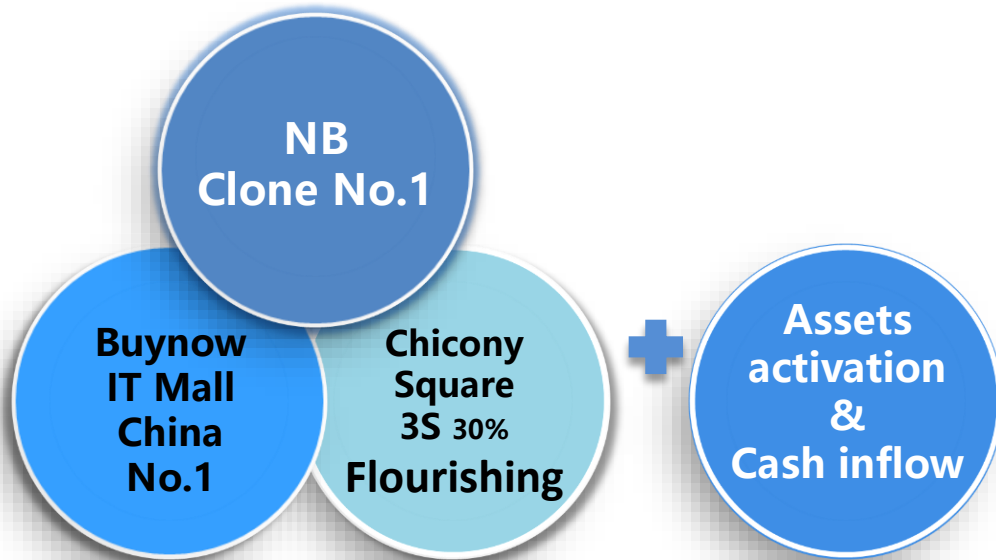 NB
Clone No.1
Buynow
IT Mall
China
No.1
Chicony
Square
3S 30%
Flourishing
Assets
activation
&
Cash inflow